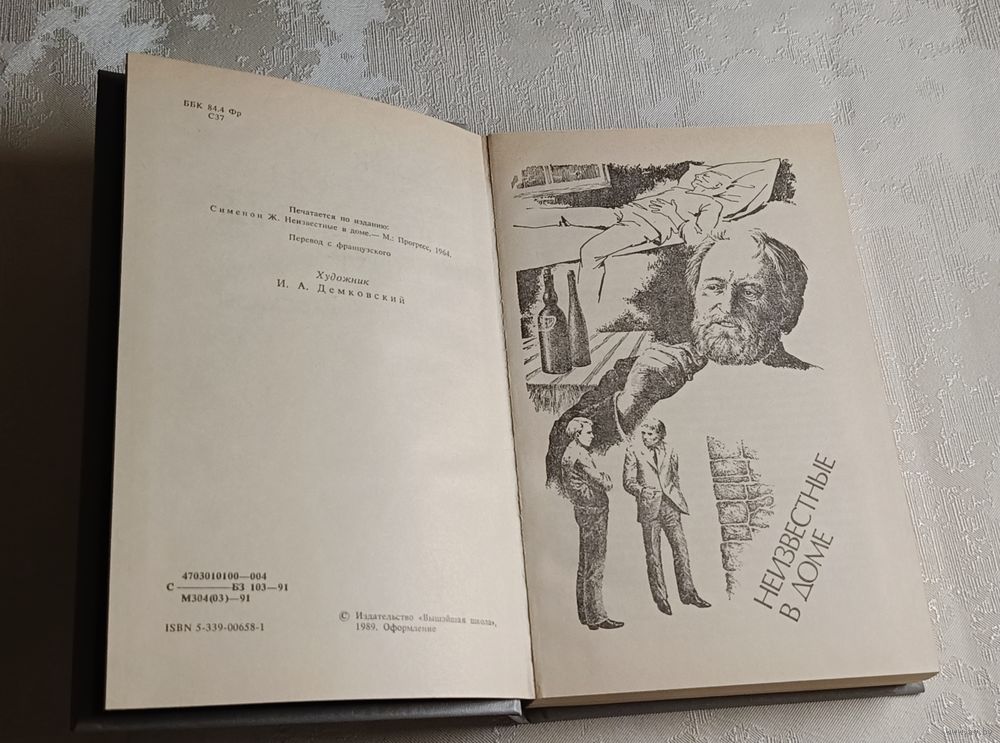 ББК 84.4 Фр
С37
Печатается по изданию:
Сименон Ж. Неизвестные в доме.— М.: Прогресс, 1964.
Перевод с французского
Художник
И. А. Демковский
4703010100—004
С ———— БЗ 103—91
М304(03)—91
ISBN 5-339-00658-1
© Издательство «Вышэйшая школа»,
1989. Оформление
НЕИЗВЕСТНЫЕ
В ДОМЕ